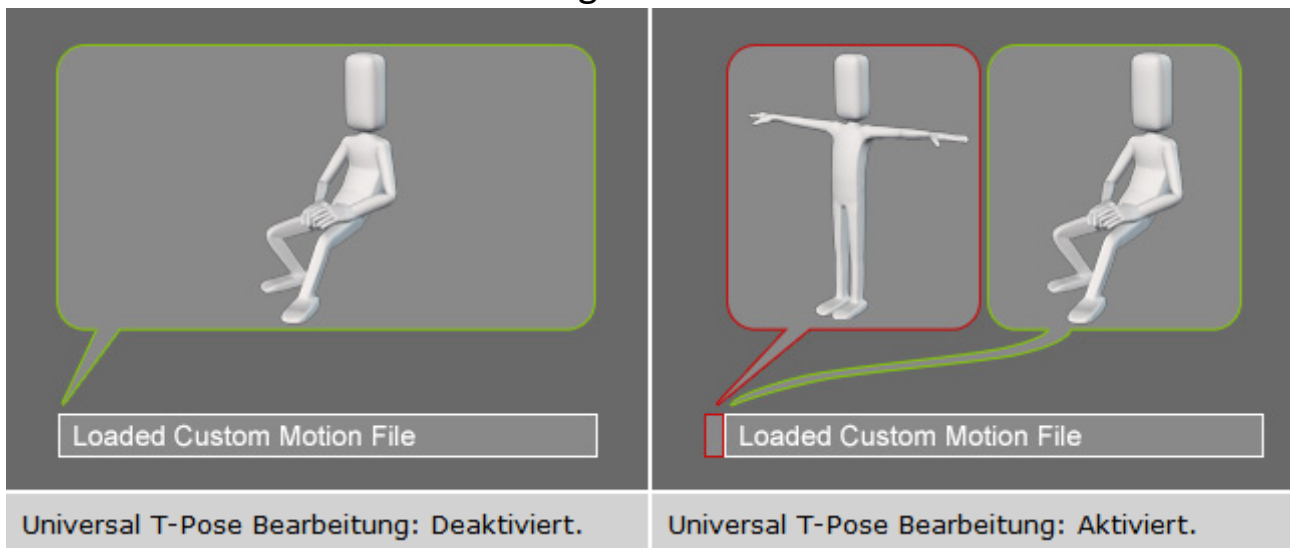 Loaded Custom Motion File
Loaded Custom Motion File
Universal T-Pose Bearbeitung: Deaktiviert.
Universal T-Pose Bearbeitung: Aktiviert.